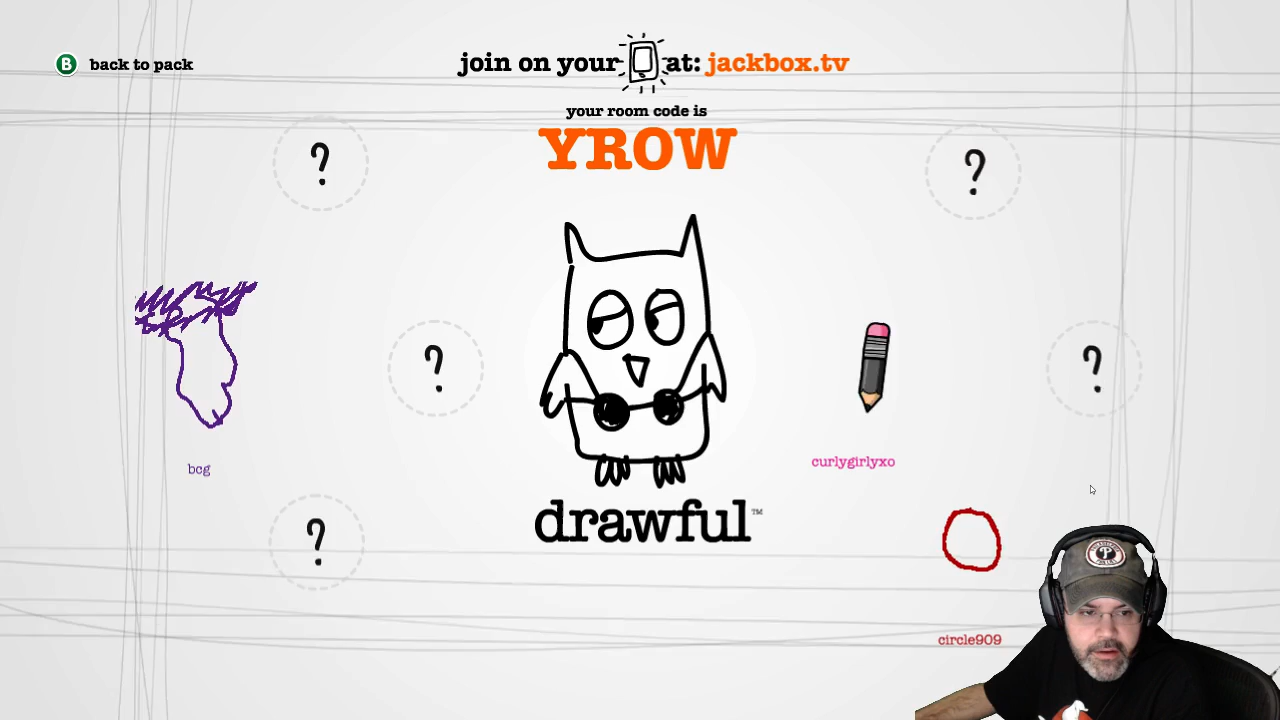 B back to pack
join on your at: jackbox.tv
your room code is
YROW
?
?
?
?
bcg
curlygirlyxo
drawful™
?
P
circle909